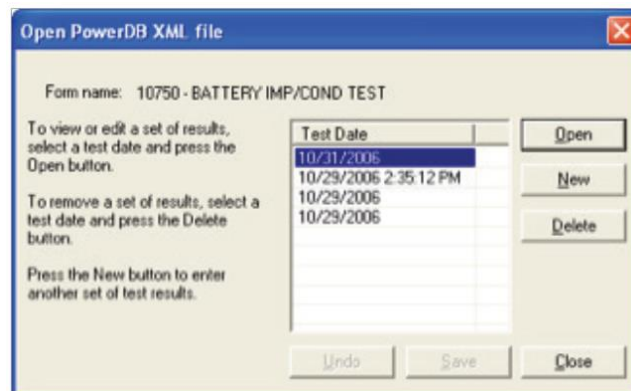 Open PowerDB XML file
Form name: 10750 - BATTERY IMP/COND TEST
To view or edit a set of results,
select a test date and press the
Open button.
To remove a set of results, select a
test date and press the Delete
button.
Press the New button to enter
another set of test results.
Test Date
10/31/2006
10/29/2006 2:35:12 PM
10/29/2006
10/29/2006
Open
New
Delete
Undo
Save
Close